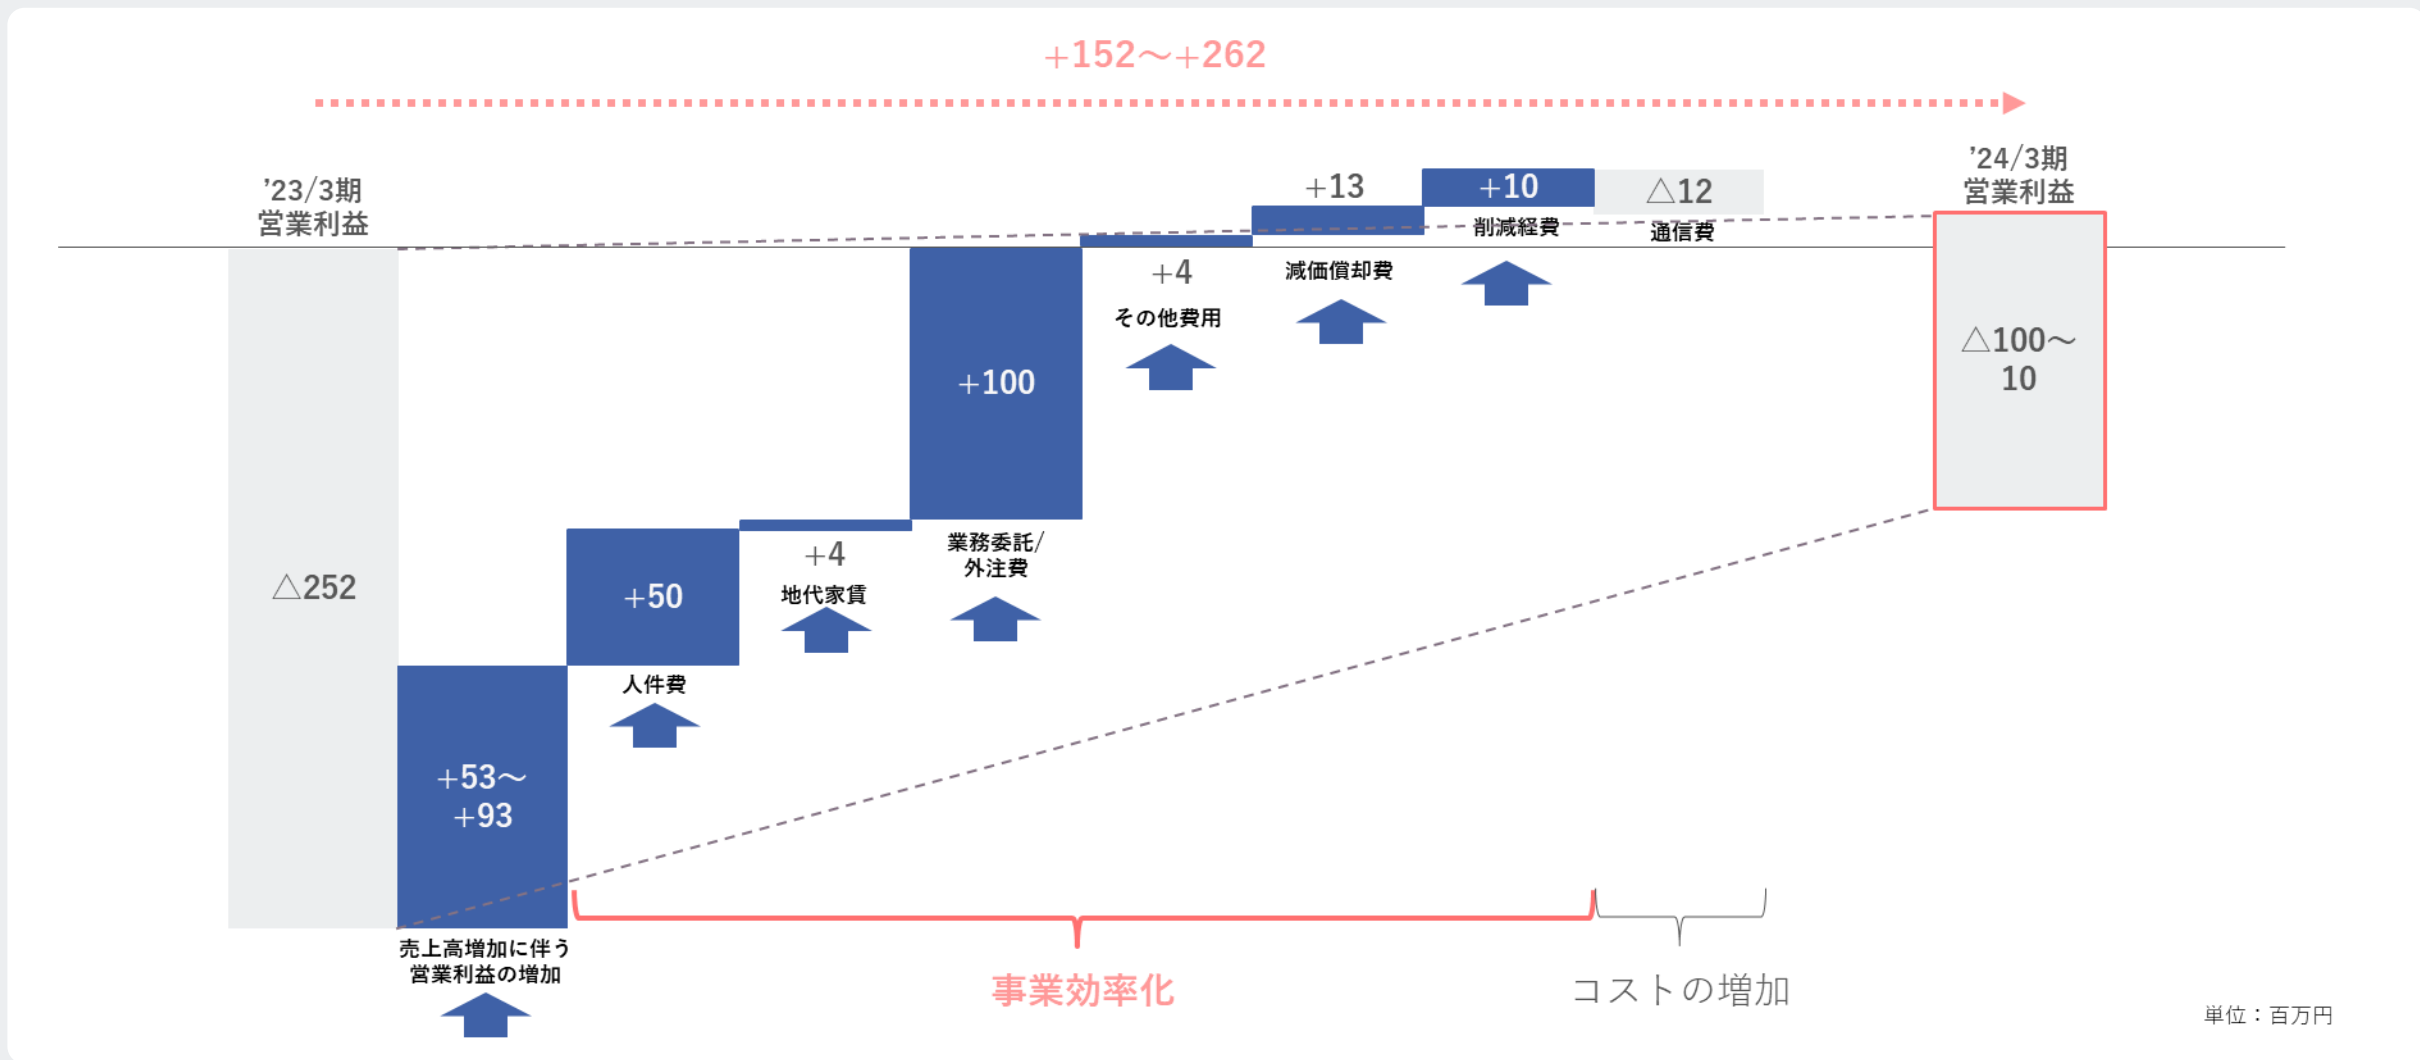 +152～+262
’23/3期
営業利益
△252
+53～
+93
売上高増加に伴う
営業利益の増加
+50
人件費
+4
地代家賃
+100
業務委託/
外注費
+4
その他費用
+13
減価償却費
+10
削減経費
△12
通信費
’24/3期
営業利益
△100～
10
事業効率化
コストの増加
単位：百万円